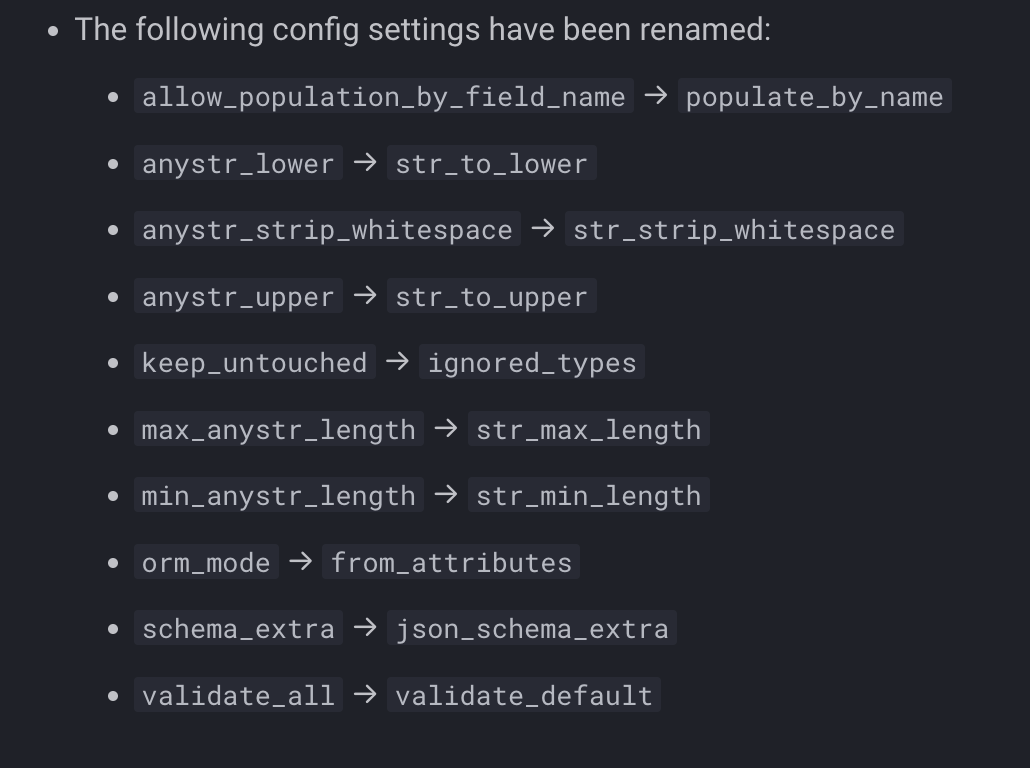 The following config settings have been renamed:
allow_population_by_field_name → populate_by_name
anystr_lower → str_to_lower
anystr_strip_whitespace → str_strip_whitespace
anystr_upper → str_to_upper
keep_untouched → ignored_types
max_anystr_length → str_max_length
min_anystr_length → str_min_length
orm_mode → from_attributes
schema_extra → json_schema_extra
validate_all → validate_default